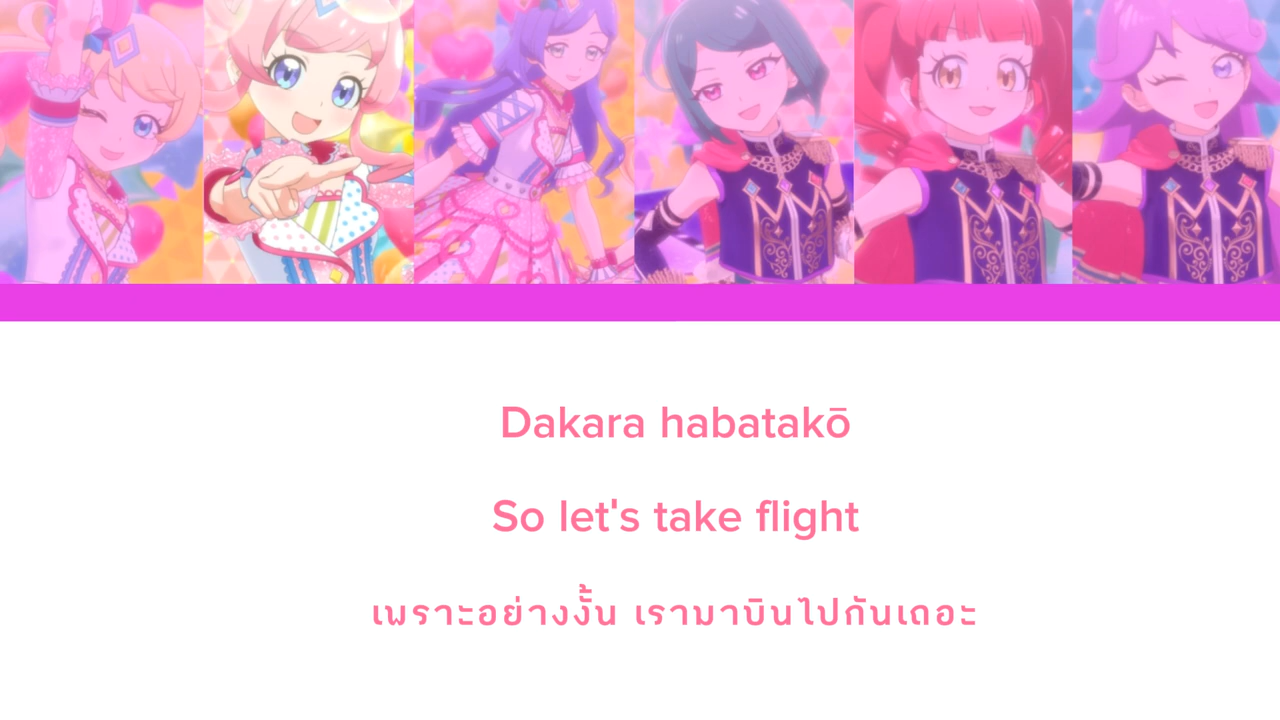 Dakara habatakō
So let's take flight
เพราะอย่างงั้น เรามาบินไปกันเถอะ